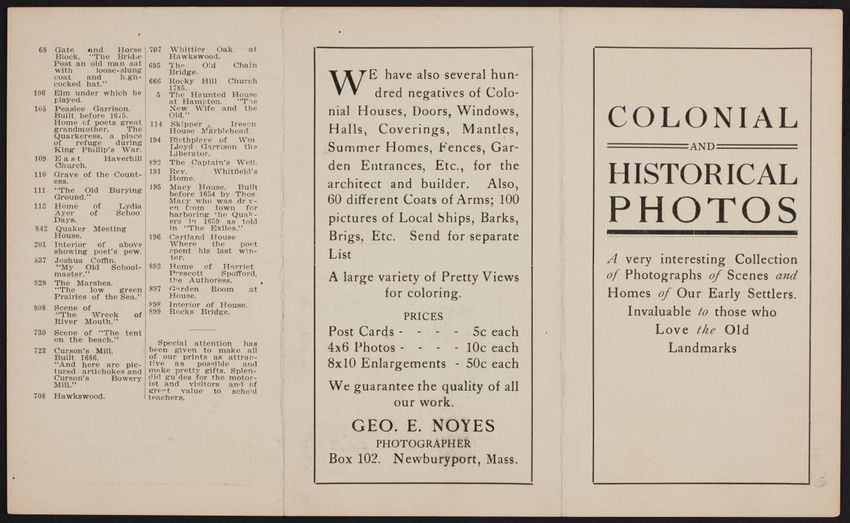 68 Gate and Horse
Block. "The Bridle
Post an old man sat
with loose-slung
coat and high-
cocked hat."
106 Elm under which he
played.
105 Peaslee Garrison.
Built before 1675.
Home of poets great
grandmother. The
Quarkeress, a place
of refuge during
King Phillip's War.
109 East Haverhill
Church.
110 Grave of the Count-
ess.
111 "The Old Burying
Ground."
113 Home of Lydia
Ayer of School
Days.
842 Quaker Meeting
House.
201 Interior of above
showing poet's pew.
837 Joshua Coffin.
"My Old School-
master."
829 The Marshes.
"The low green
Prairies of the Sea."
808 Scene of
"The Wreck of
River Mouth."
730 Scene of "The tent
on the beach."
723 Curson's Mill.
Built 1686.
"And here are pic-
tured artichokes and
Curson's Bowery
Mill."
708 Hawkswood.
707 Whittier Oak at
Hawkswood.
695 The Old Chain
Bridge.
666 Rocky Hill Church
1785.
5 The Haunted House
at Hampton. "The
New Wife and the
Old."
114 Skipper Ireson
House Marblehead.
194 Birthplace of Wm
Lloyd Garrison the
Liberator.
892 The Captain's Well.
191 Rev. Whitfield's
Home.
195 Macy House. Built
before 1654 by Thos.
Macy who was driv-
en from town for
harboring the Quak-
ers in 1659 as told
in "The Exiles."
196 Cartland House
Where the poet
spent his last win-
ter.
893 Home of Harriet
Prescott Spofford,
the Authoress.
897 Garden Room at
House.
898 Interior of House.
899 Rocks Bridge.
Special attention has
been given to make all
of our prints as attrac-
tive as possible and
make pretty gifts. Splen-
did guides for the motor-
ist and visitors and of
great value to school
teachers.
WE have also several hun-
dred negatives of Colo-
nial Houses, Doors, Windows,
Halls, Coverings, Mantles,
Summer Homes, Fences, Gar-
den Entrances, Etc., for the
architect and builder. Also,
60 different Coats of Arms; 100
pictures of Local Ships, Barks,
Brigs, Etc. Send for separate
List
A large variety of Pretty Views
for coloring.
PRICES
Post Cards - - - - 5c each
4x6 Photos - - - - 10c each
8x10 Enlargements - 50c each
We guarantee the quality of all
our work.
GEO. E. NOYES
PHOTOGRAPHER
Box 102. Newburyport, Mass.
COLONIAL
AND
HISTORICAL
PHOTOS
A very interesting Collection
of Photographs of Scenes and
Homes of Our Early Settlers.
Invaluable to those who
Love the Old
Landmarks